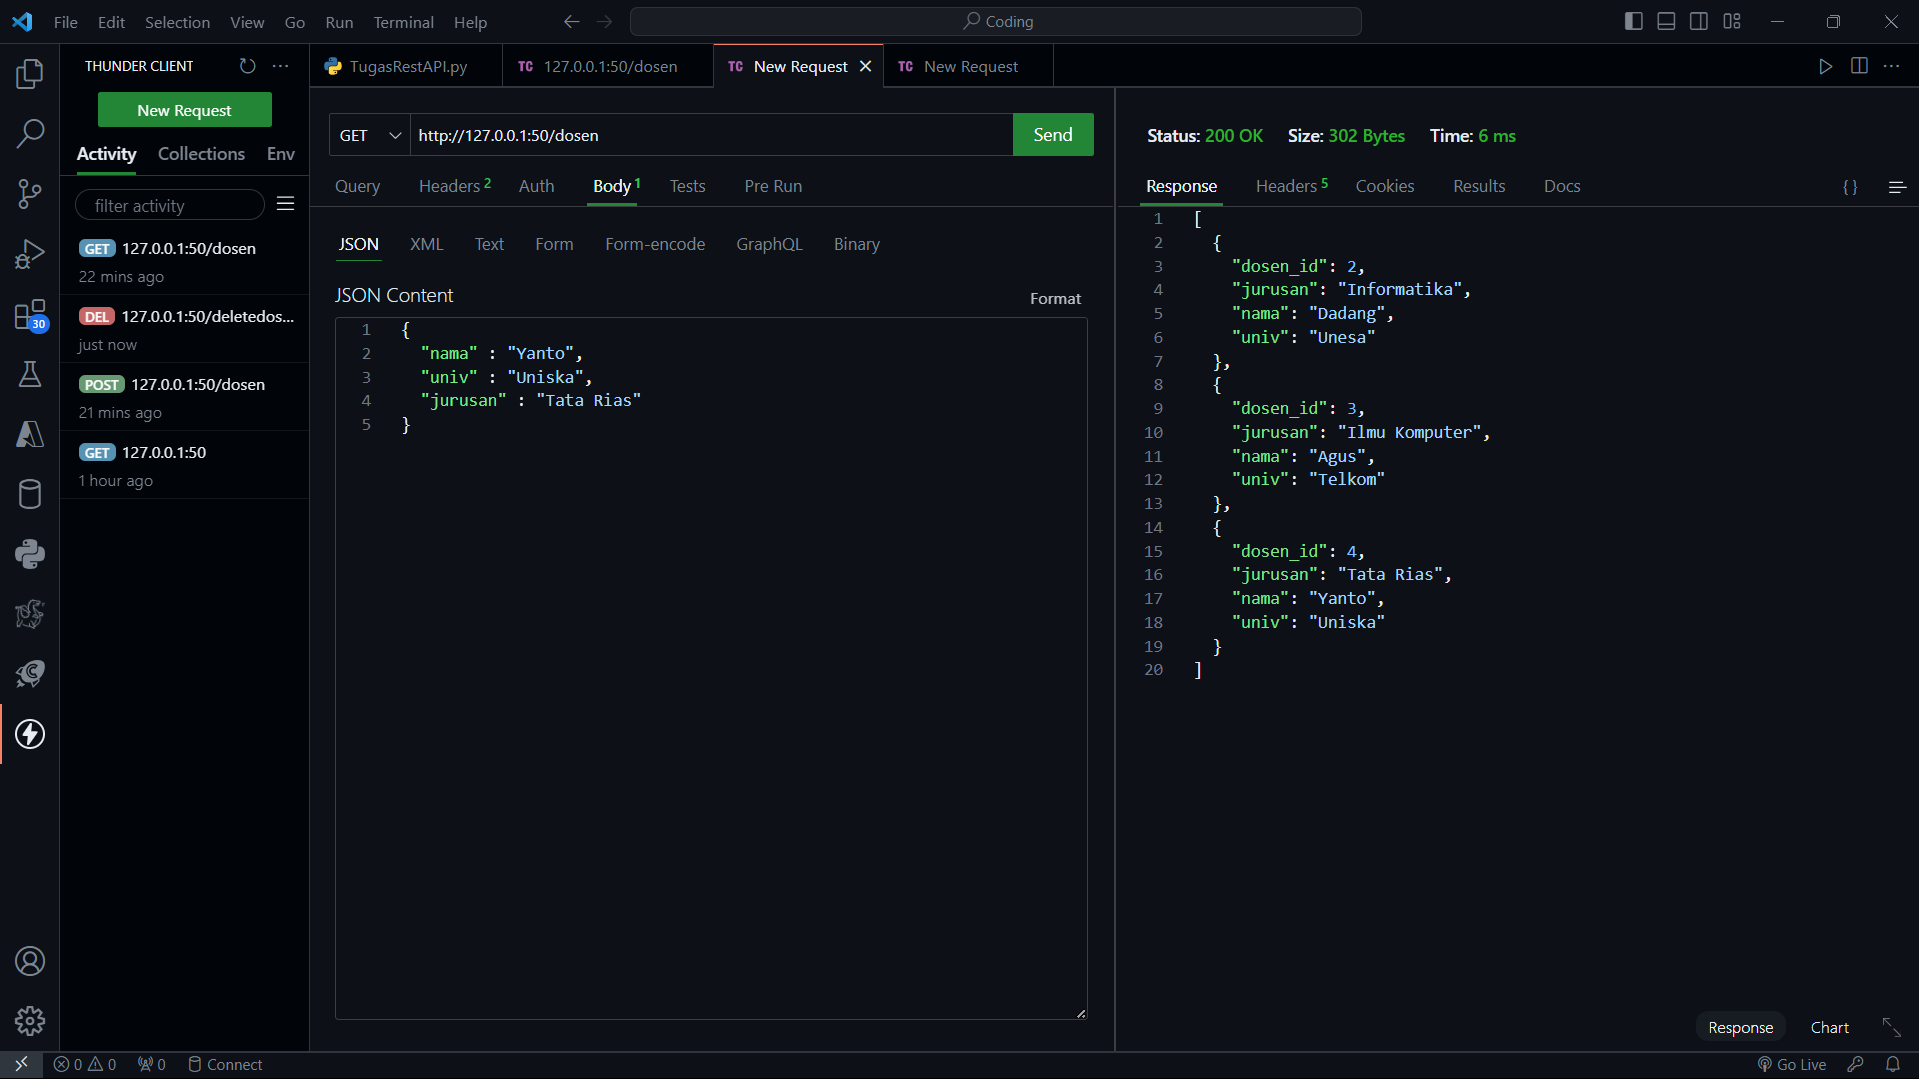 File Edit Selection View Go Run Terminal Help
Coding
THUNDER CLIENT
New Request
Activity Collections Env
filter activity
GET 127.0.0.1:50/dosen
22 mins ago
DEL 127.0.0.1:50/deletedos...
just now
POST 127.0.0.1:50/dosen
21 mins ago
GET 127.0.0.1:50
1 hour ago
30
TugasRestAPI.py
TC 127.0.0.1:50/dosen
TC New Request
TC New Request
GET http://127.0.0.1:50/dosen Send
Query Headers 2 Auth Body 1 Tests Pre Run
JSON XML Text Form Form-encode GraphQL Binary
JSON Content
Format
1 {
2 "nama" : "Yanto",
3 "univ" : "Uniska",
4 "jurusan" : "Tata Rias"
5 }
Status: 200 OK Size: 302 Bytes Time: 6 ms
Response Headers 5 Cookies Results Docs {}
1 [
2 {
3 "dosen_id": 2,
4 "jurusan": "Informatika",
5 "nama": "Dadang",
6 "univ": "Unesa"
7 },
8 {
9 "dosen_id": 3,
10 "jurusan": "Ilmu Komputer",
11 "nama": "Agus",
12 "univ": "Telkom"
13 },
14 {
15 "dosen_id": 4,
16 "jurusan": "Tata Rias",
17 "nama": "Yanto",
18 "univ": "Uniska"
19 }
20 ]
Response Chart
0 0 0 Connect
Go Live